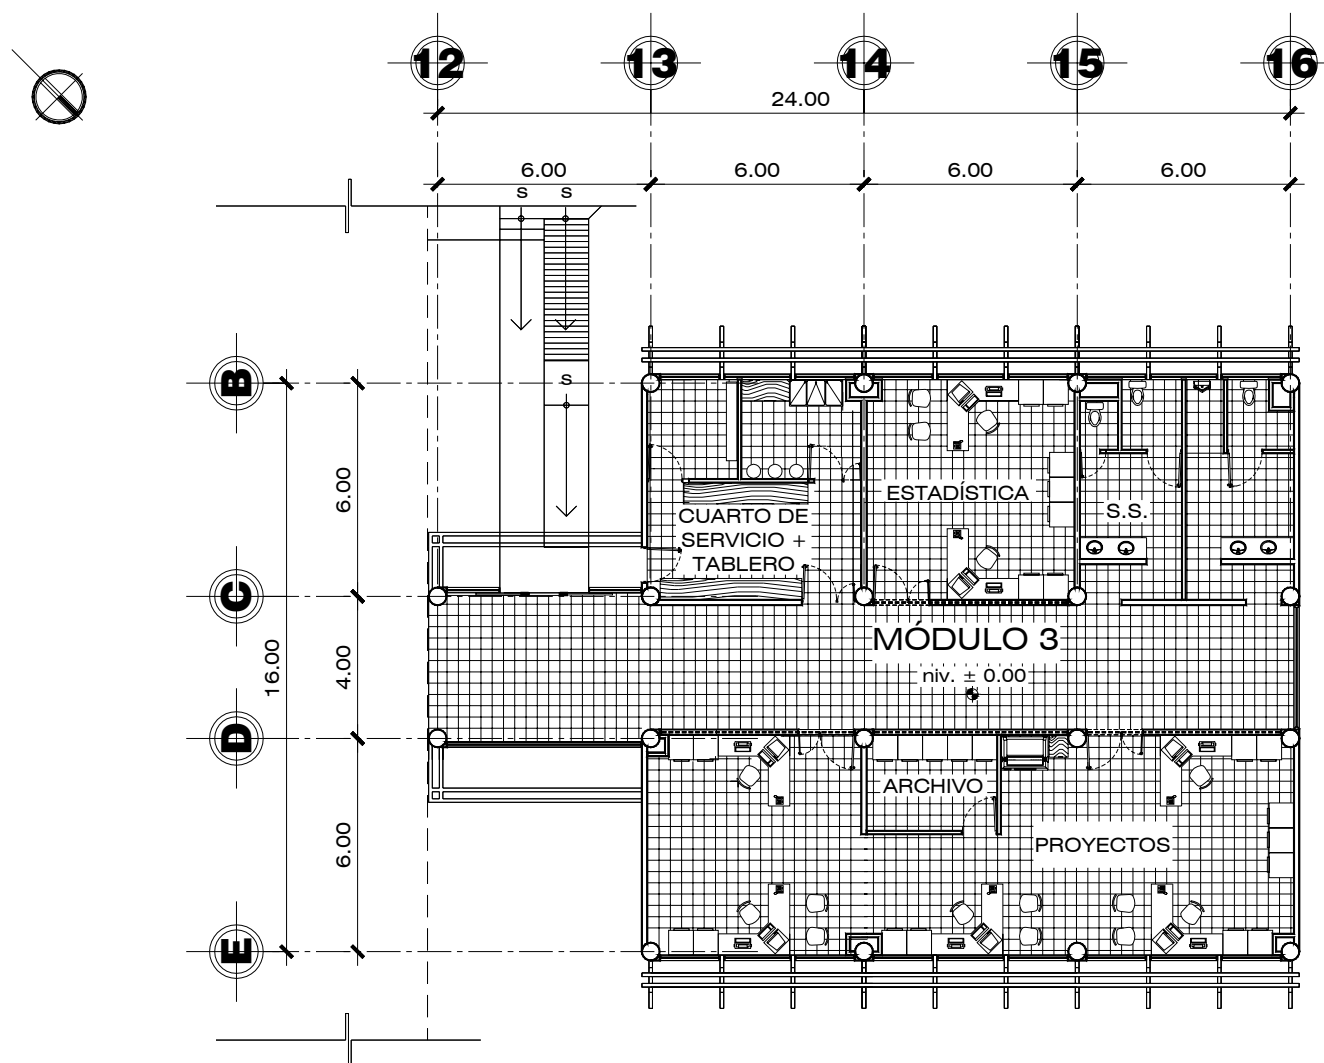 12 13 14 15 16
24.00
6.00 6.00 6.00 6.00
S S
B
S
6.00
ESTADÍSTICA
S.S.
CUARTO DE
SERVICIO +
TABLERO
C
MÓDULO 3
16.00
4.00
niv. ± 0.00
D
ARCHIVO
6.00
PROYECTOS
E